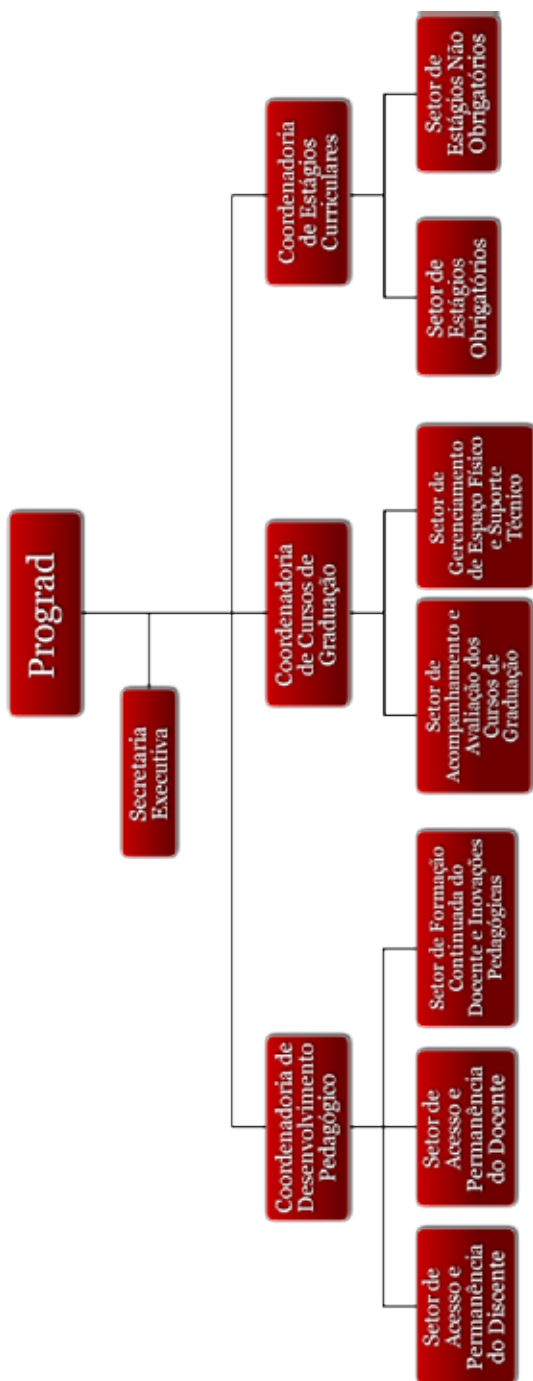 Prograd
Secretaria
Executiva
Coordenadoria de
Desenvolvimento
Pedagógico
Coordenadoria
de Cursos de
Graduação
Coordenadoria
de Estágios
Curriculares
Setor de
Acesso e
Permanência
do Discente
Setor de
Acesso e
Permanência
do Docente
Setor de Formação
Continuada do
Docente e Inovações
Pedagógicas
Setor de
Acompanhamento e
Avaliação dos
Cursos de
Graduação
Setor de
Gerenciamento
de Espaço Físico
e Suporte
Técnico
Setor de
Estágios
Obrigatórios
Setor de
Estágios Não
Obrigatórios